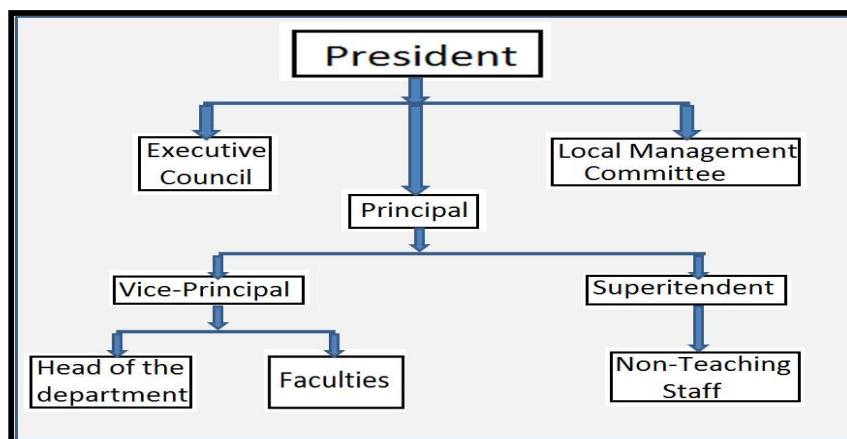 President
Executive
Council
Local Management
Committee
Principal
Vice-Principal
Superitendent
Head of the
department
Faculties
Non-Teaching
Staff